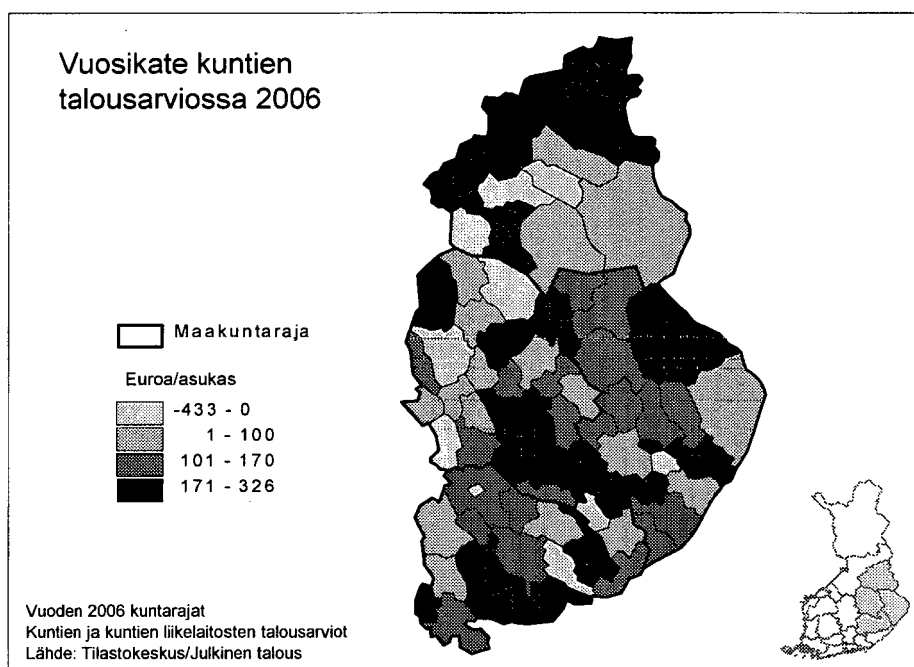 Vuosikate kuntien
talousarviossa 2006
Maakuntaraja
Euroa/asukas
-433 - 0
1 - 100
101 - 170
171 - 326
Vuoden 2006 kuntarajat
Kuntien ja kuntien liikelaitosten talousarviot
Lähde: Tilastokeskus/Julkinen talous